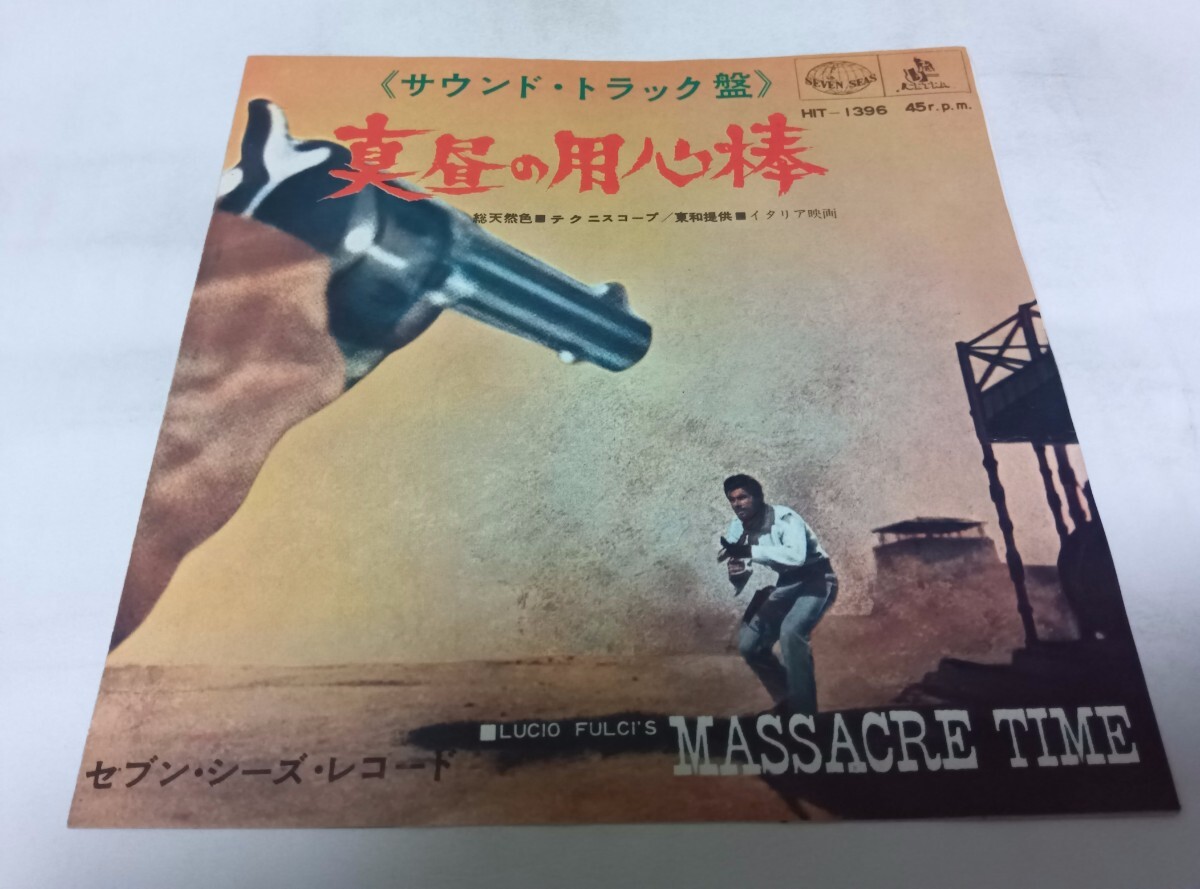 《サウンド・トラック盤》
SEVEN SEAS
HIT-1396 45r.p.m.
真昼の用心棒
総天然色■テクニスコープ/東和提供■イタリア映画
■LUCIO FULCI'S MASSACRE TIME
セブン・シーズ・レコード